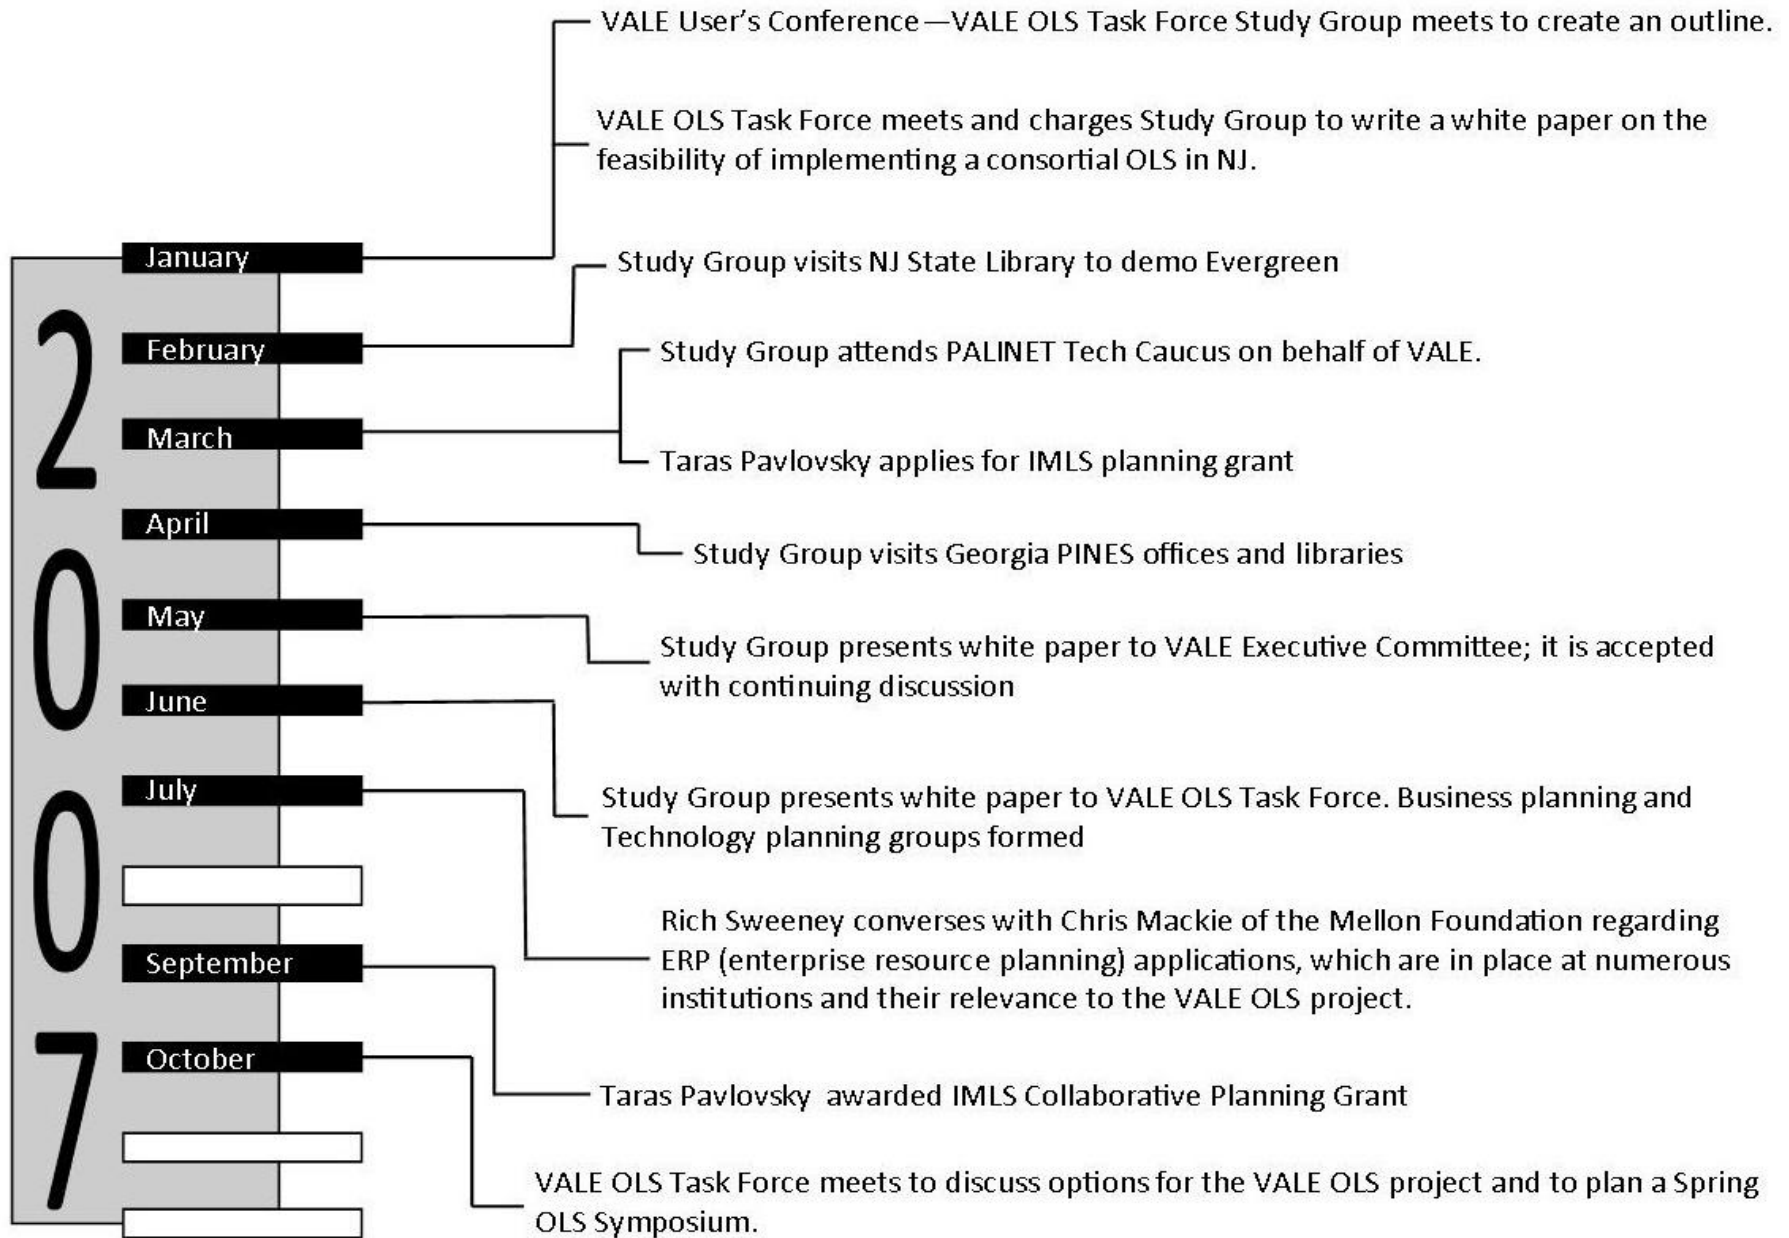 VALE User's Conference—VALE OLS Task Force Study Group meets to create an outline.
VALE OLS Task Force meets and charges Study Group to write a white paper on the
feasibility of implementing a consortial OLS in NJ.
January
Study Group visits NJ State Library to demo Evergreen
February
Study Group attends PALINET Tech Caucus on behalf of VALE.
March
Taras Pavlovsky applies for IMLS planning grant
April
Study Group visits Georgia PINES offices and libraries
May
Study Group presents white paper to VALE Executive Committee; it is accepted
with continuing discussion
June
Study Group presents white paper to VALE OLS Task Force. Business planning and
Technology planning groups formed
July
Rich Sweeney converses with Chris Mackie of the Mellon Foundation regarding
ERP (enterprise resource planning) applications, which are in place at numerous
institutions and their relevance to the VALE OLS project.
September
Taras Pavlovsky awarded IMLS Collaborative Planning Grant
October
VALE OLS Task Force meets to discuss options for the VALE OLS project and to plan a Spring
OLS Symposium.
2007